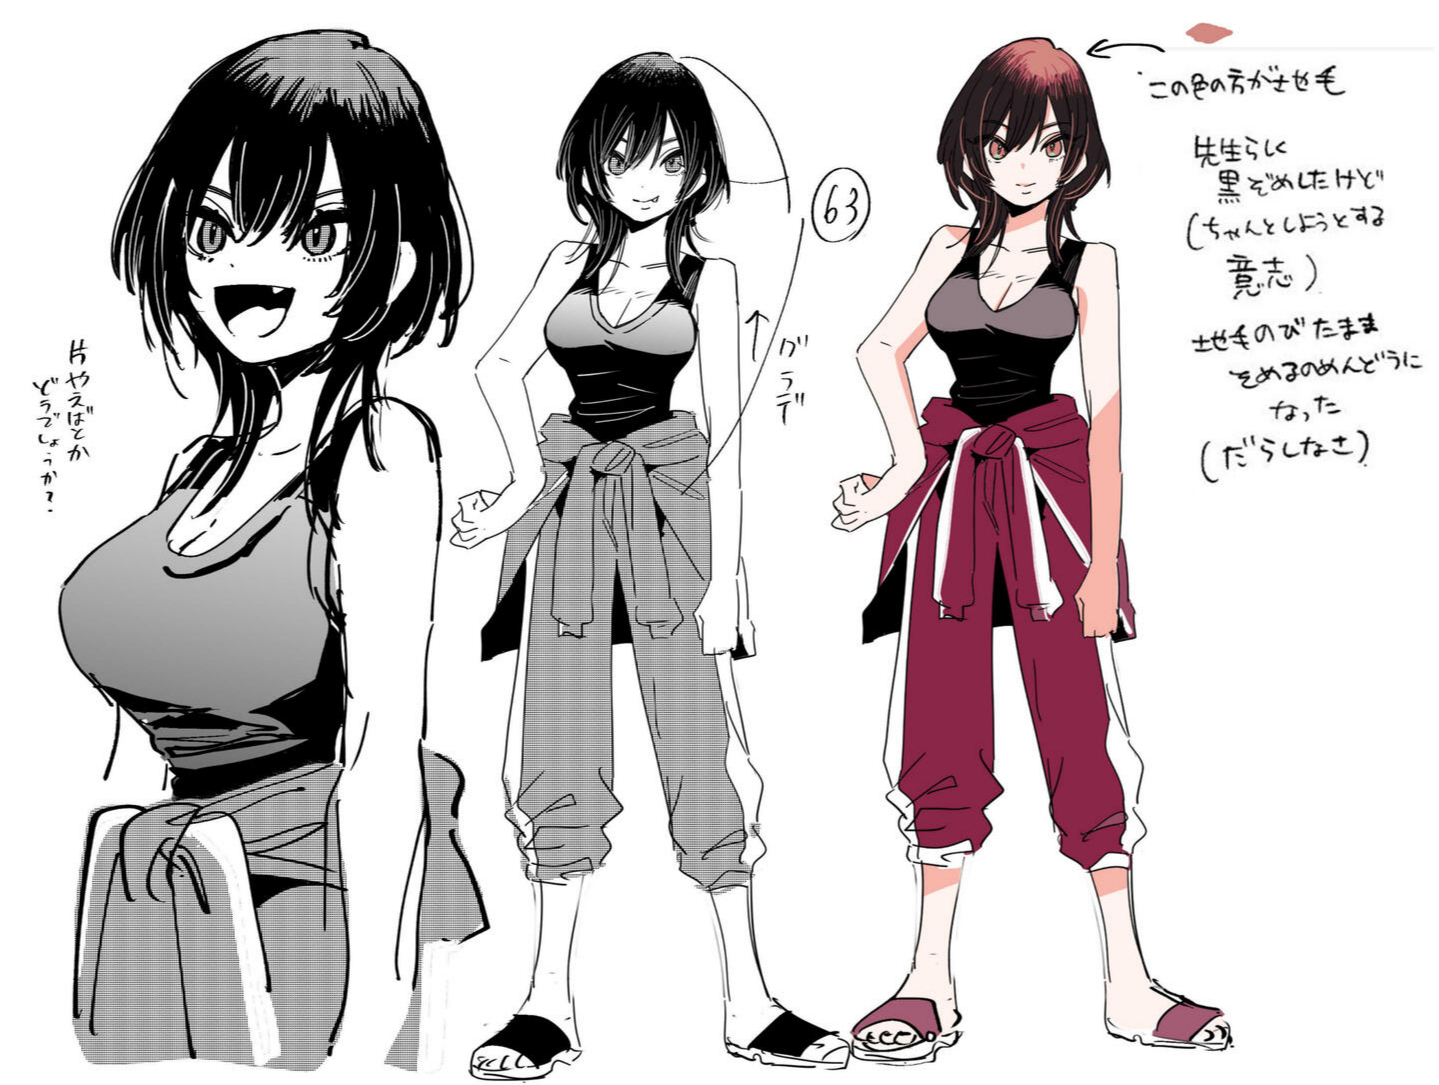 この色の方がさせ毛
先生らしく
黒ぞめしたけど
(ちゃんとしようとする
意志)
地毛のびたまま
そめるのめんどうに
なった
(だらしなさ)
63
グラデ
片やえばとか
どうでしょうか?